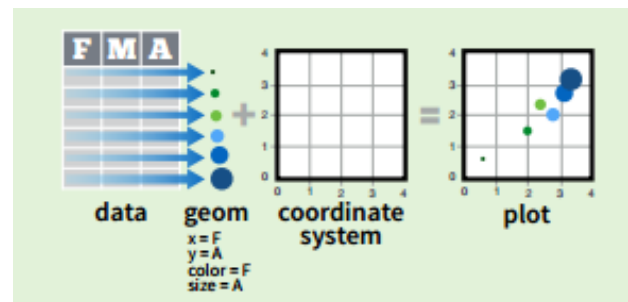 F M A
4
3
2
1
0
0 1 2 3 4
4
3
2
1
0
0 1 2 3 4
+
=
data
geom
x = F
y = A
color = F
size = A
coordinate
system
plot